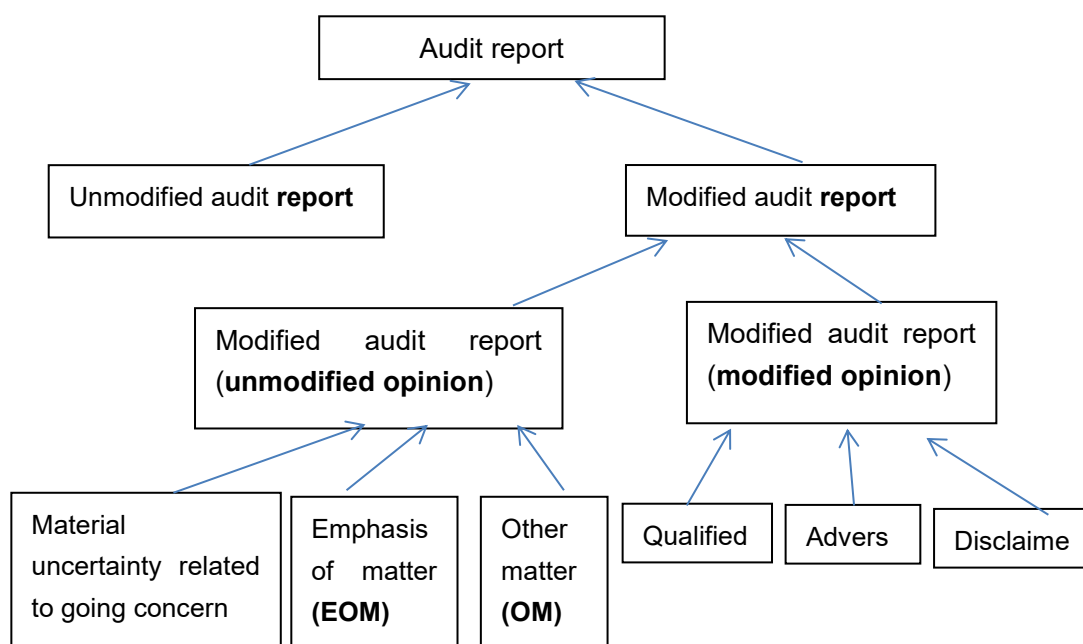 Audit report
Unmodified audit report
Modified audit report
Modified audit report
(unmodified opinion)
Modified audit report
(modified opinion)
Material
uncertainty related
to going concern
Emphasis
of matter
(EOM)
Other
matter
(OM)
Qualified
Advers
Disclaime